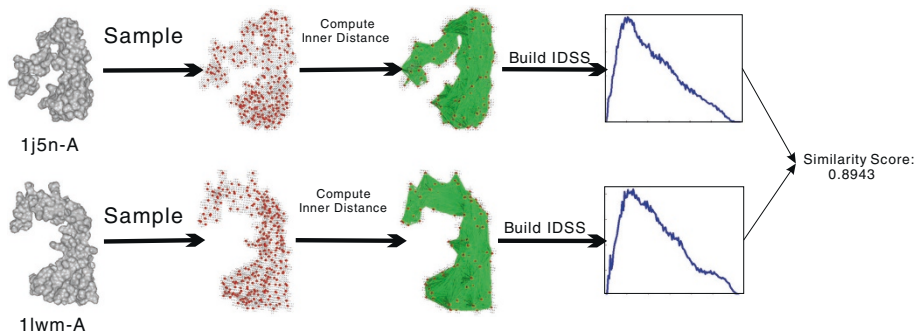 Sample
Compute
Inner Distance
Build IDSS
1j5n-A
Similarity Score:
0.8943
Sample
Compute
Inner Distance
Build IDSS
1lwm-A